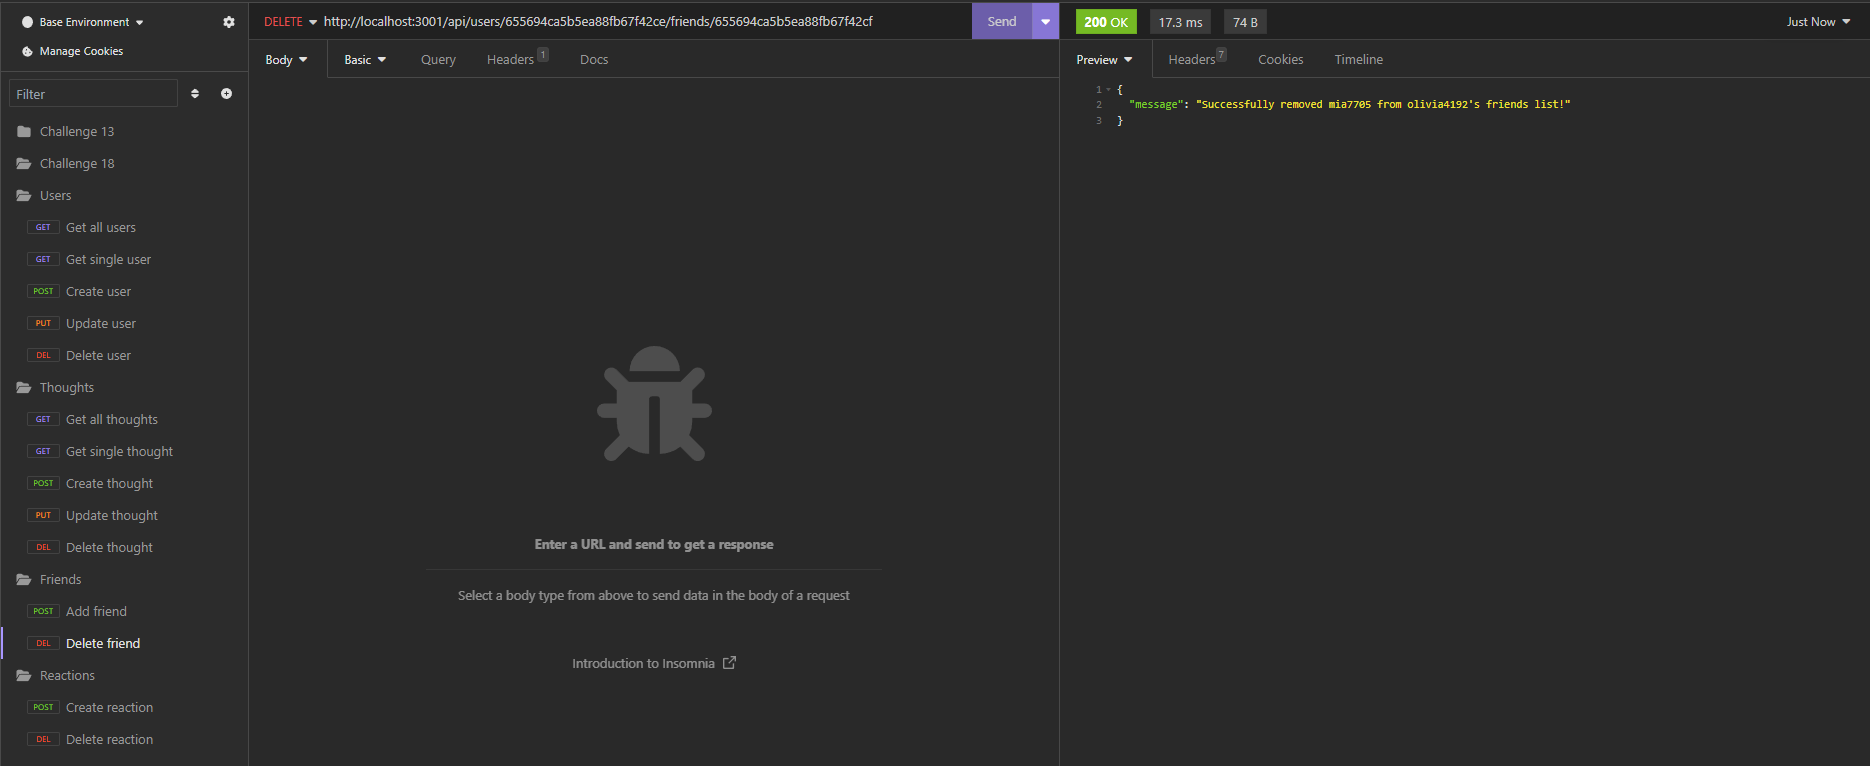 Base Environment
Manage Cookies
Filter
Challenge 13
Challenge 18
Users
GET Get all users
GET Get single user
POST Create user
PUT Update user
DEL Delete user
Thoughts
GET Get all thoughts
GET Get single thought
POST Create thought
PUT Update thought
DEL Delete thought
Friends
POST Add friend
DEL Delete friend
Reactions
POST Create reaction
DEL Delete reaction
DELETE http://localhost:3001/api/users/655694ca5b5ea88fb67f42ce/friends/655694ca5b5ea88fb67f42cf Send
Body Basic Query Headers 1 Docs
Enter a URL and send to get a response
Select a body type from above to send data in the body of a request
Introduction to Insomnia
200 OK 17.3 ms 74 B Just Now
Preview Headers 7 Cookies Timeline
1 {
2 "message": "Successfully removed mia7705 from olivia4192's friends list!"
3 }